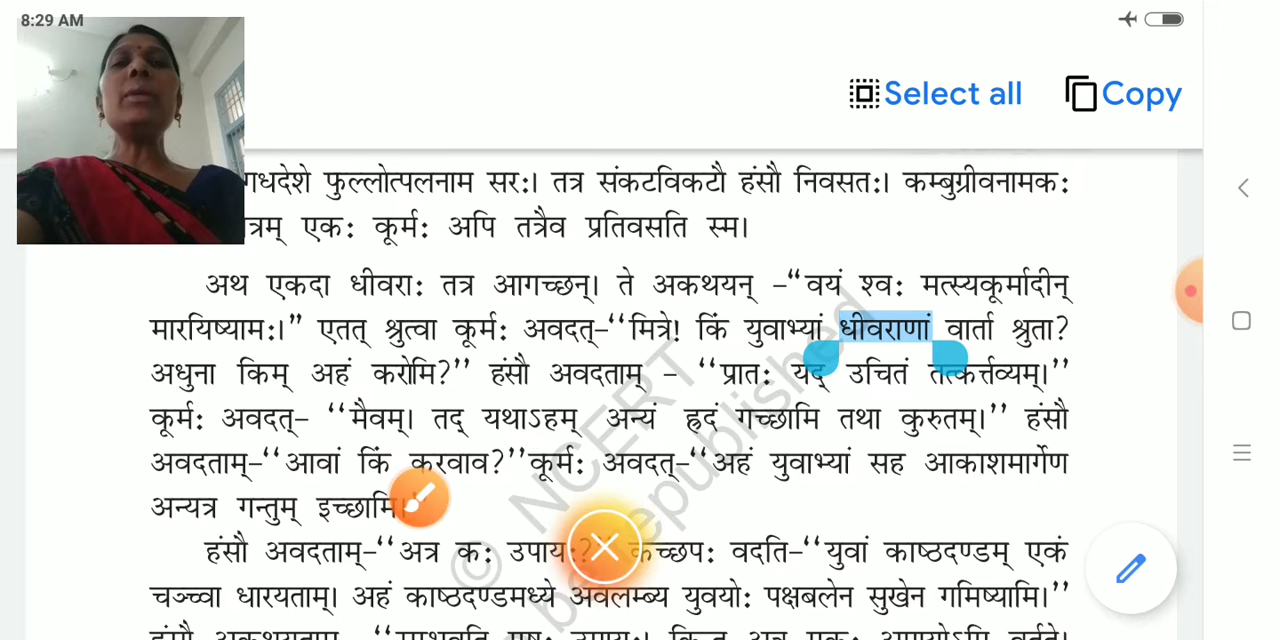 8:29 AM
Select all
Copy
गधदेशे फुल्लोत्पलनाम सरः। तत्र संकटविकटौ हंसौ निवसतः। कम्बुग्रीवनामकः
त्रम् एकः कूर्मः अपि तत्रैव प्रतिवसति स्म।
अथ एकदा धीवराः तत्र आगच्छन्। ते अकथयन् –“वयं श्वः मत्स्यकूर्मादीन्
मारयिष्यामः।” एतत् श्रुत्वा कूर्मः अवदत्–“मित्रे! किं युवाभ्यां धीवराणां वार्ता श्रुता?
अधुना किम् अहं करोमि?” हंसौ अवदताम् – “प्रातः यद् उचितं तत्कर्त्तव्यम्।”
कूर्मः अवदत्– “मैवम्। तद् यथाऽहम् अन्यं ह्रदं गच्छामि तथा कुरुतम्।” हंसौ
अवदताम्–“आवां किं करवाव?”कूर्मः अवदत्–“अहं युवाभ्यां सह आकाशमार्गेण
अन्यत्र गन्तुम् इच्छामि।”
हंसौ अवदताम्–“अत्र कः उपायः?” कच्छपः वदति–“युवां काष्ठदण्डम् एकं
चञ्च्वा धारयताम्। अहं काष्ठदण्डमध्ये अवलम्ब्य युवयोः पक्षबलेन सुखेन गमिष्यामि।”
© NCERT
be republished